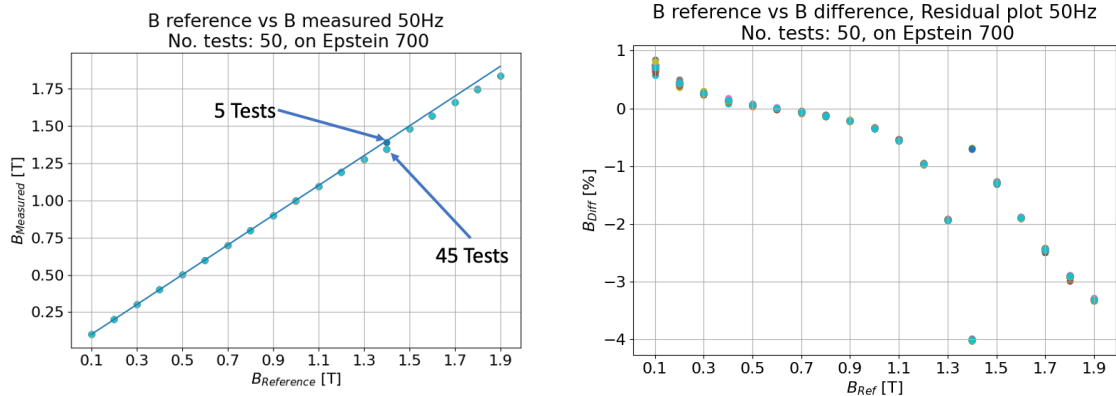 B reference vs B measured 50Hz
No. tests: 50, on Epstein 700
B_Measured [T]
1.75
1.50
1.25
1.00
0.75
0.50
0.25
5 Tests
45 Tests
0.1 0.3 0.5 0.7 0.9 1.1 1.3 1.5 1.7 1.9
B_Reference [T]
B reference vs B difference, Residual plot 50Hz
No. tests: 50, on Epstein 700
B_Diff [%]
1
0
−1
−2
−3
−4
0.1 0.3 0.5 0.7 0.9 1.1 1.3 1.5 1.7 1.9
B_Ref [T]